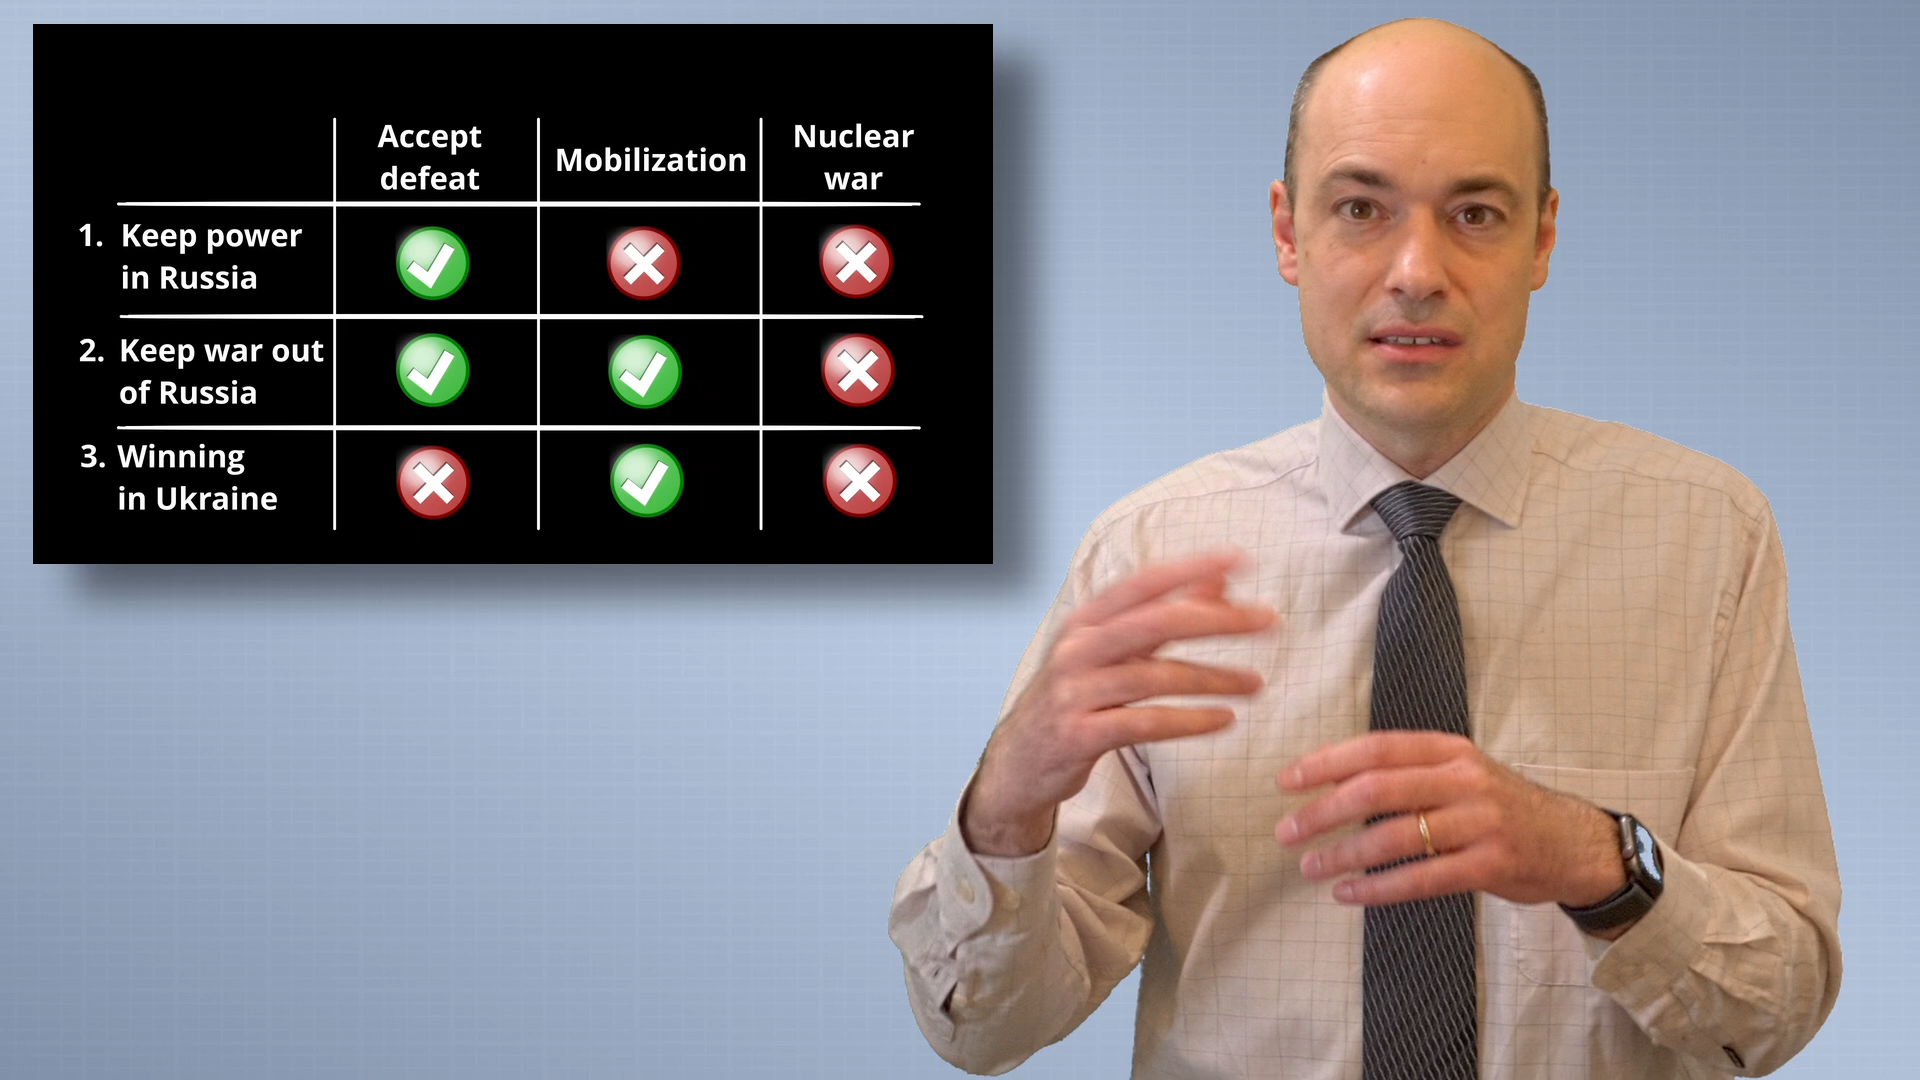 Accept
defeat
Mobilization
Nuclear
war
1. Keep power
in Russia
2. Keep war out
of Russia
3. Winning
in Ukraine